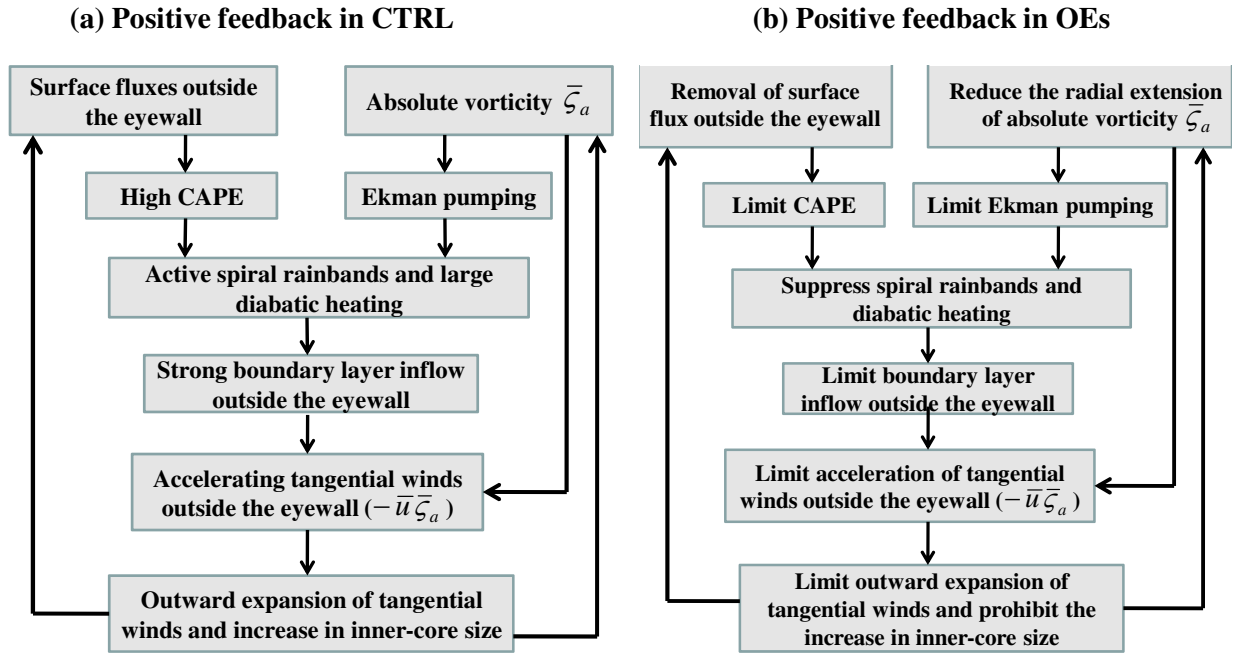 (a) Positive feedback in CTRL
Surface fluxes outside
the eyewall
Absolute vorticity ζ̅ₐ
High CAPE
Ekman pumping
Active spiral rainbands and large
diabatic heating
Strong boundary layer inflow
outside the eyewall
Accelerating tangential winds
outside the eyewall (− u̅ ζ̅ₐ )
Outward expansion of tangential
winds and increase in inner-core size
(b) Positive feedback in OEs
Removal of surface
flux outside the eyewall
Reduce the radial extension
of absolute vorticity ζ̅ₐ
Limit CAPE
Limit Ekman pumping
Suppress spiral rainbands and
diabatic heating
Limit boundary layer
inflow outside the eyewall
Limit acceleration of tangential
winds outside the eyewall (− u̅ ζ̅ₐ )
Limit outward expansion of
tangential winds and prohibit the
increase in inner-core size